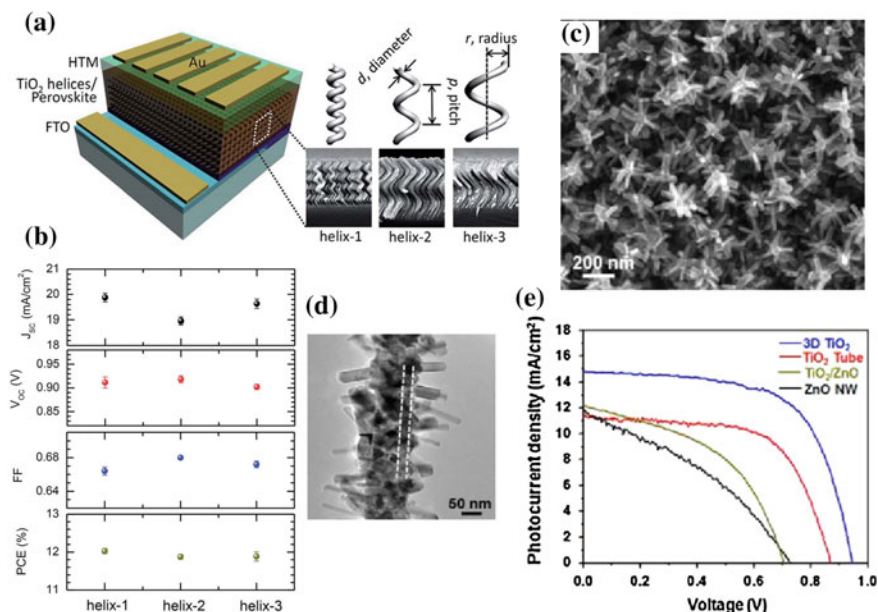 (a)
HTM
Au
TiO₂ helices/
Perovskite
FTO
d, diameter
p, pitch
r, radius
helix-1 helix-2 helix-3
(b)
21
20
19
18
J_SC (mA/cm²)
0.95
0.90
0.85
V_OC (V)
0.68
0.64
FF
13
12
11
PCE (%)
helix-1 helix-2 helix-3
(c)
200 nm
(d)
50 nm
(e)
18
16
14
12
10
8
6
4
2
0
Photocurrent density (mA/cm²)
3D TiO₂
TiO₂ Tube
TiO₂/ZnO
ZnO NW
0.0 0.2 0.4 0.6 0.8 1.0
Voltage (V)